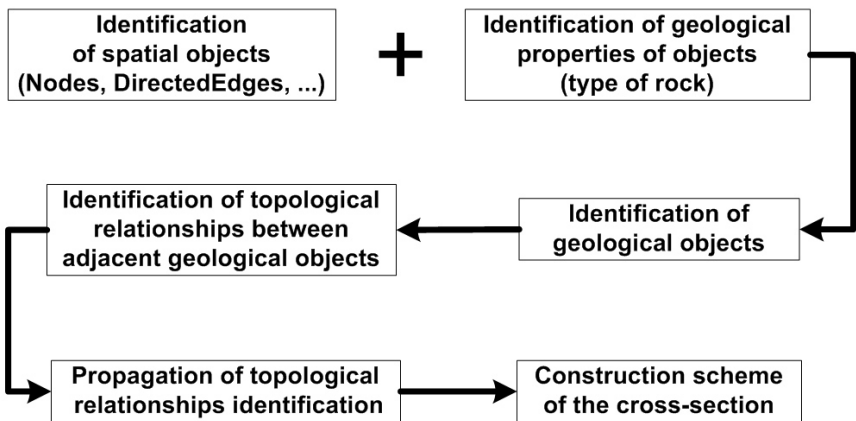 Identification
of spatial objects
(Nodes, DirectedEdges, ...)
+
Identification of geological
properties of objects
(type of rock)
Identification of
geological objects
Identification of topological
relationships between
adjacent geological objects
Propagation of topological
relationships identification
Construction scheme
of the cross-section